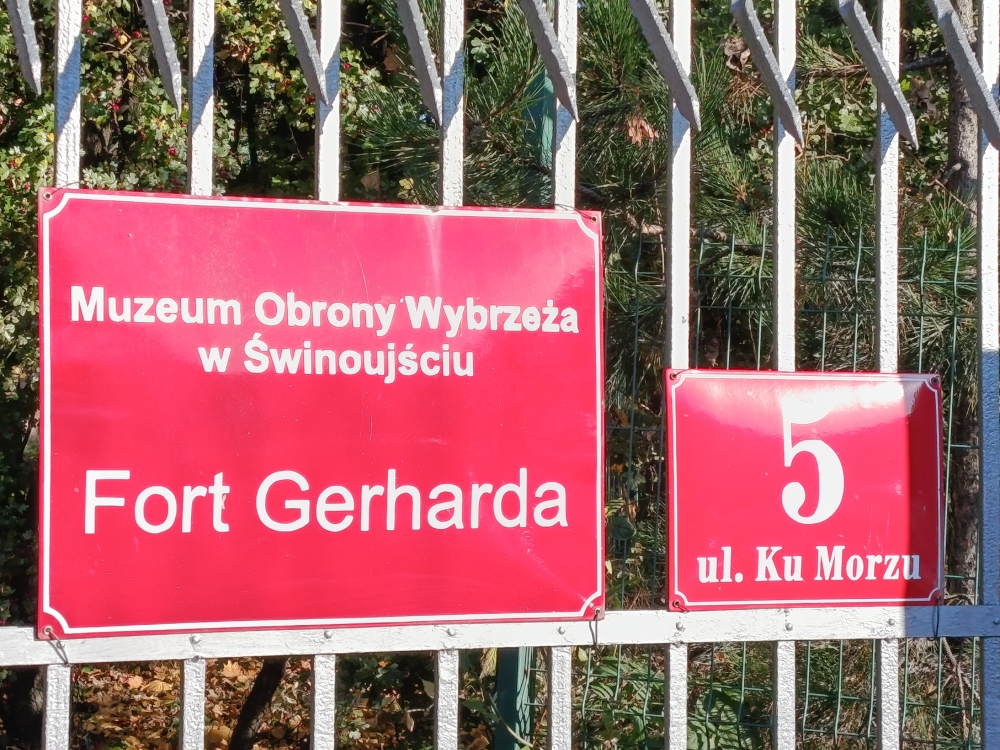 Muzeum Obrony Wybrzeża
w Świnoujściu
Fort Gerharda
5
ul. Ku Morzu